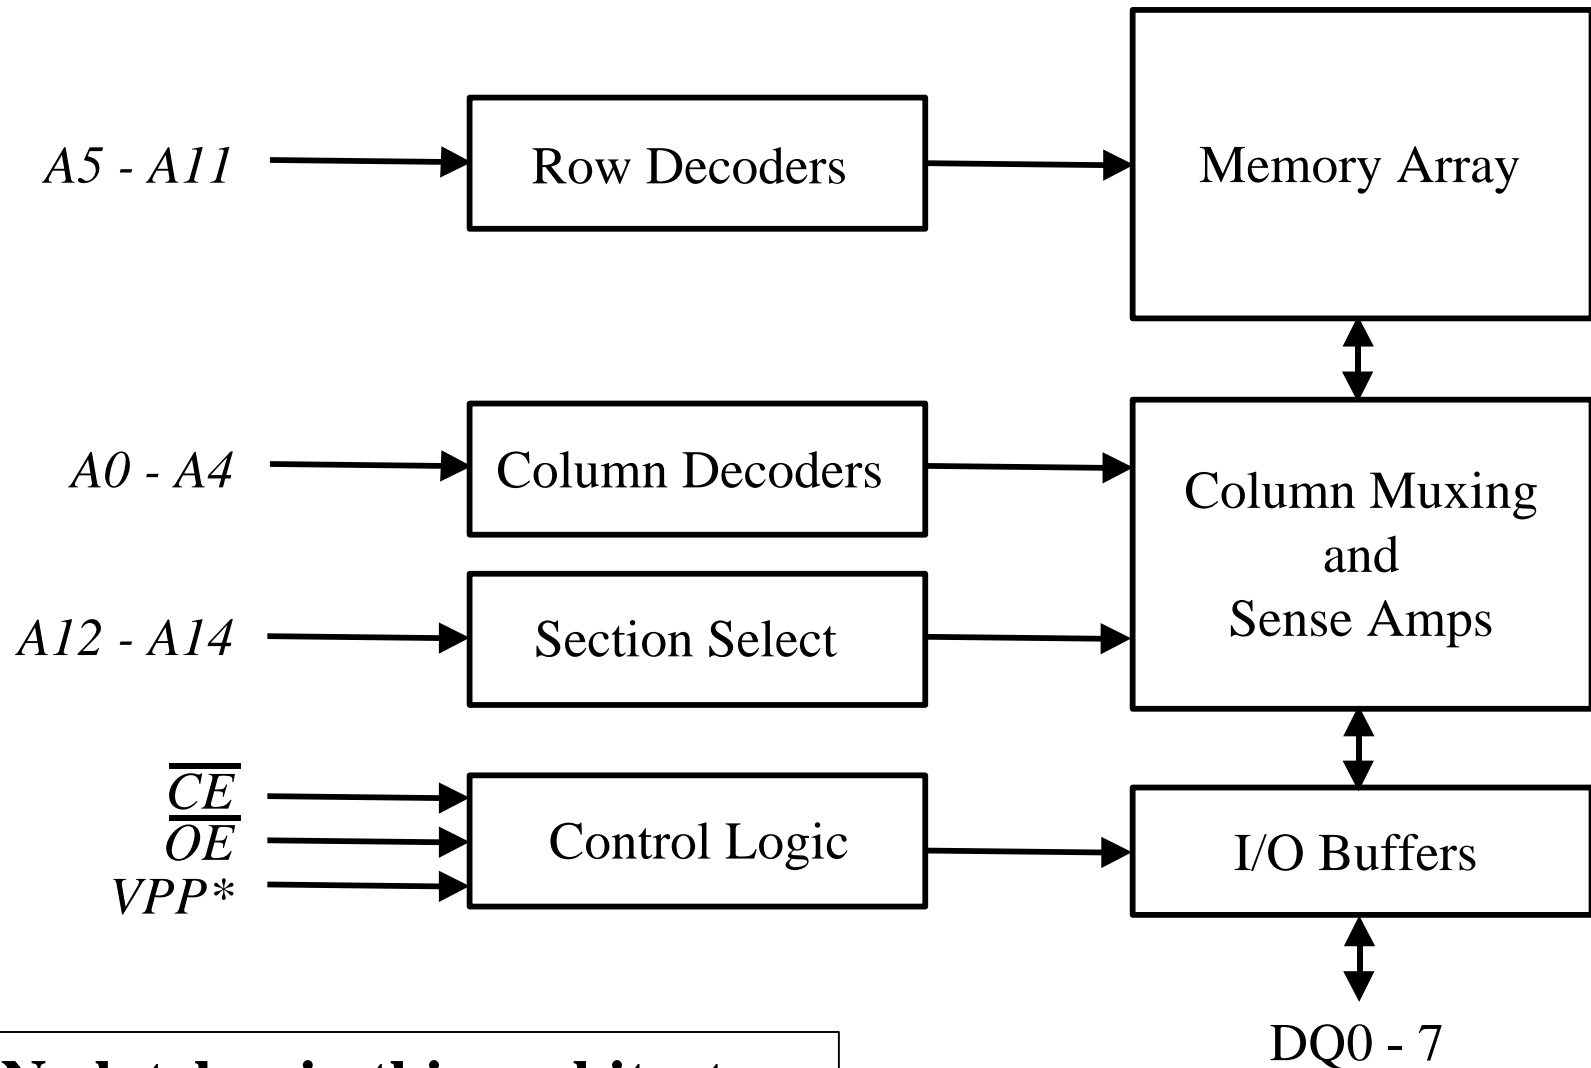 A5 - A11
Row Decoders
Memory Array
A0 - A4
Column Decoders
Column Muxing
and
Sense Amps
A12 - A14
Section Select
CE
OE
VPP*
Control Logic
I/O Buffers
DQ0 - 7